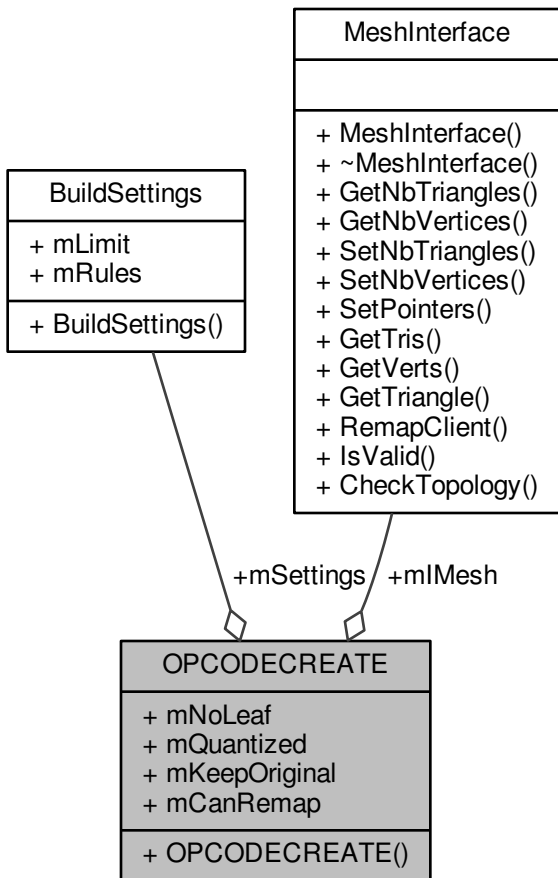 MeshInterface
+ MeshInterface()
+ ~MeshInterface()
+ GetNbTriangles()
+ GetNbVertices()
+ SetNbTriangles()
+ SetNbVertices()
+ SetPointers()
+ GetTris()
+ GetVerts()
+ GetTriangle()
+ RemapClient()
+ IsValid()
+ CheckTopology()
BuildSettings
+ mLimit
+ mRules
+ BuildSettings()
+mSettings
+mIMesh
OPCODECREATE
+ mNoLeaf
+ mQuantized
+ mKeepOriginal
+ mCanRemap
+ OPCODECREATE()